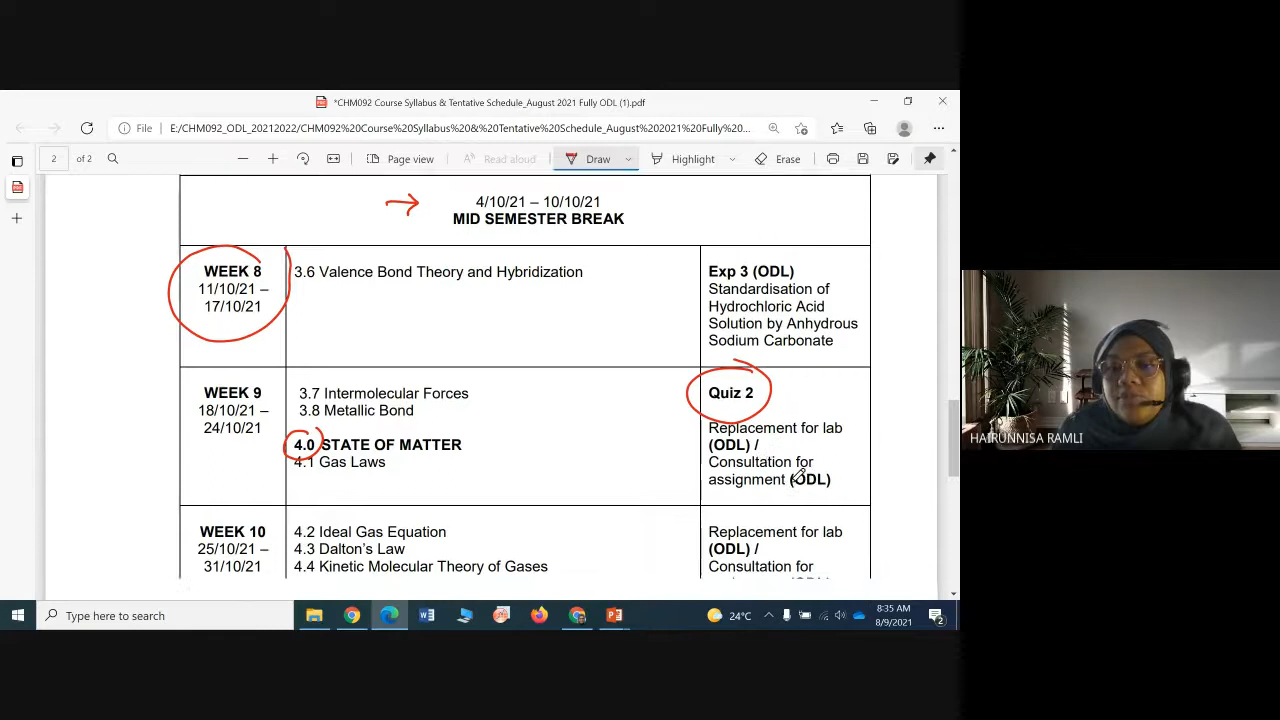 *CHM092 Course Syllabus & Tentative Schedule_August 2021 Fully ODL (1).pdf
File
E:/CHM092_ODL_20212022/CHM092%20Course%20Syllabus%20&%20Tentative%20Schedule_August%202021%20Fully%20...
2
of 2
Page view
Read aloud
Draw
Highlight
Erase
4/10/21 – 10/10/21
MID SEMESTER BREAK
WEEK 8
11/10/21 –
17/10/21
3.6 Valence Bond Theory and Hybridization
Exp 3 (ODL)
Standardisation of
Hydrochloric Acid
Solution by Anhydrous
Sodium Carbonate
WEEK 9
18/10/21 –
24/10/21
3.7 Intermolecular Forces
3.8 Metallic Bond
4.0 STATE OF MATTER
4.1 Gas Laws
Quiz 2
Replacement for lab
(ODL) /
Consultation for
assignment (ODL)
WEEK 10
25/10/21 –
31/10/21
4.2 Ideal Gas Equation
4.3 Dalton's Law
4.4 Kinetic Molecular Theory of Gases
Replacement for lab
(ODL) /
Consultation for
HAIRUNNISA RAMLI
Type here to search
24°C
8:35 AM
8/9/2021
2